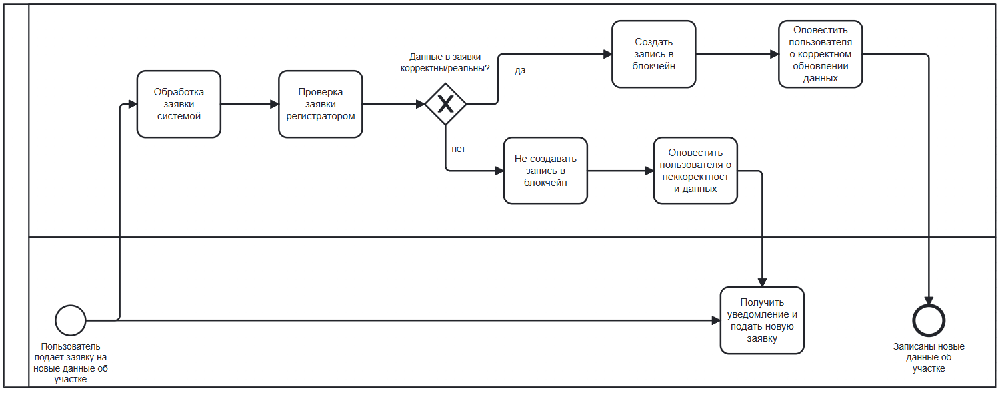 Обработка
заявки
системой
Проверка
заявки
регистратором
Данные в заявки
корректны/реальны?
да
нет
Создать
запись в
блокчейн
Оповестить
пользователя
о корректном
обновлении
данных
Не создавать
запись в
блокчейн
Оповестить
пользователя о
неккоректност
и данных
Пользователь
подает заявку на
новые данные об
участке
Получить
уведомление и
подать новую
заявку
Записаны новые
данные об
участке